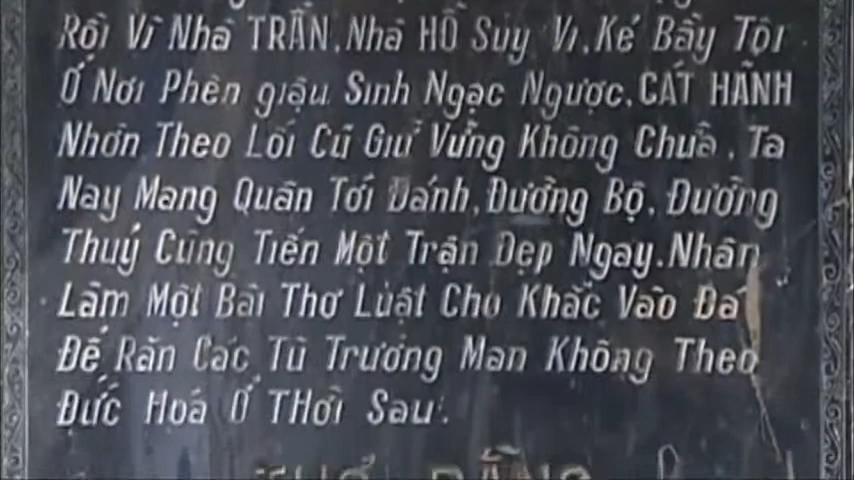 Rồi Vì Nhà TRẦN. Nhà HỒ Suy Vi. Kẻ Bầy Tôi
Ở Nơi Phên giậu Sinh Ngạc Ngược. CÁT HÃNH
Nhờn Theo Lối Cũ Giữ Vững Không Chừa. Ta
Nay Mang Quân Tới Đánh, Đường Bộ. Đường
Thuỷ Cùng Tiến Một Trận Dẹp Ngay. Nhân
Làm Một Bài Thơ Luật Cho Khắc Vào Đá
Để Răn Các Tù Trưởng Man Không Theo
Đức Hoá Ở THời Sau.